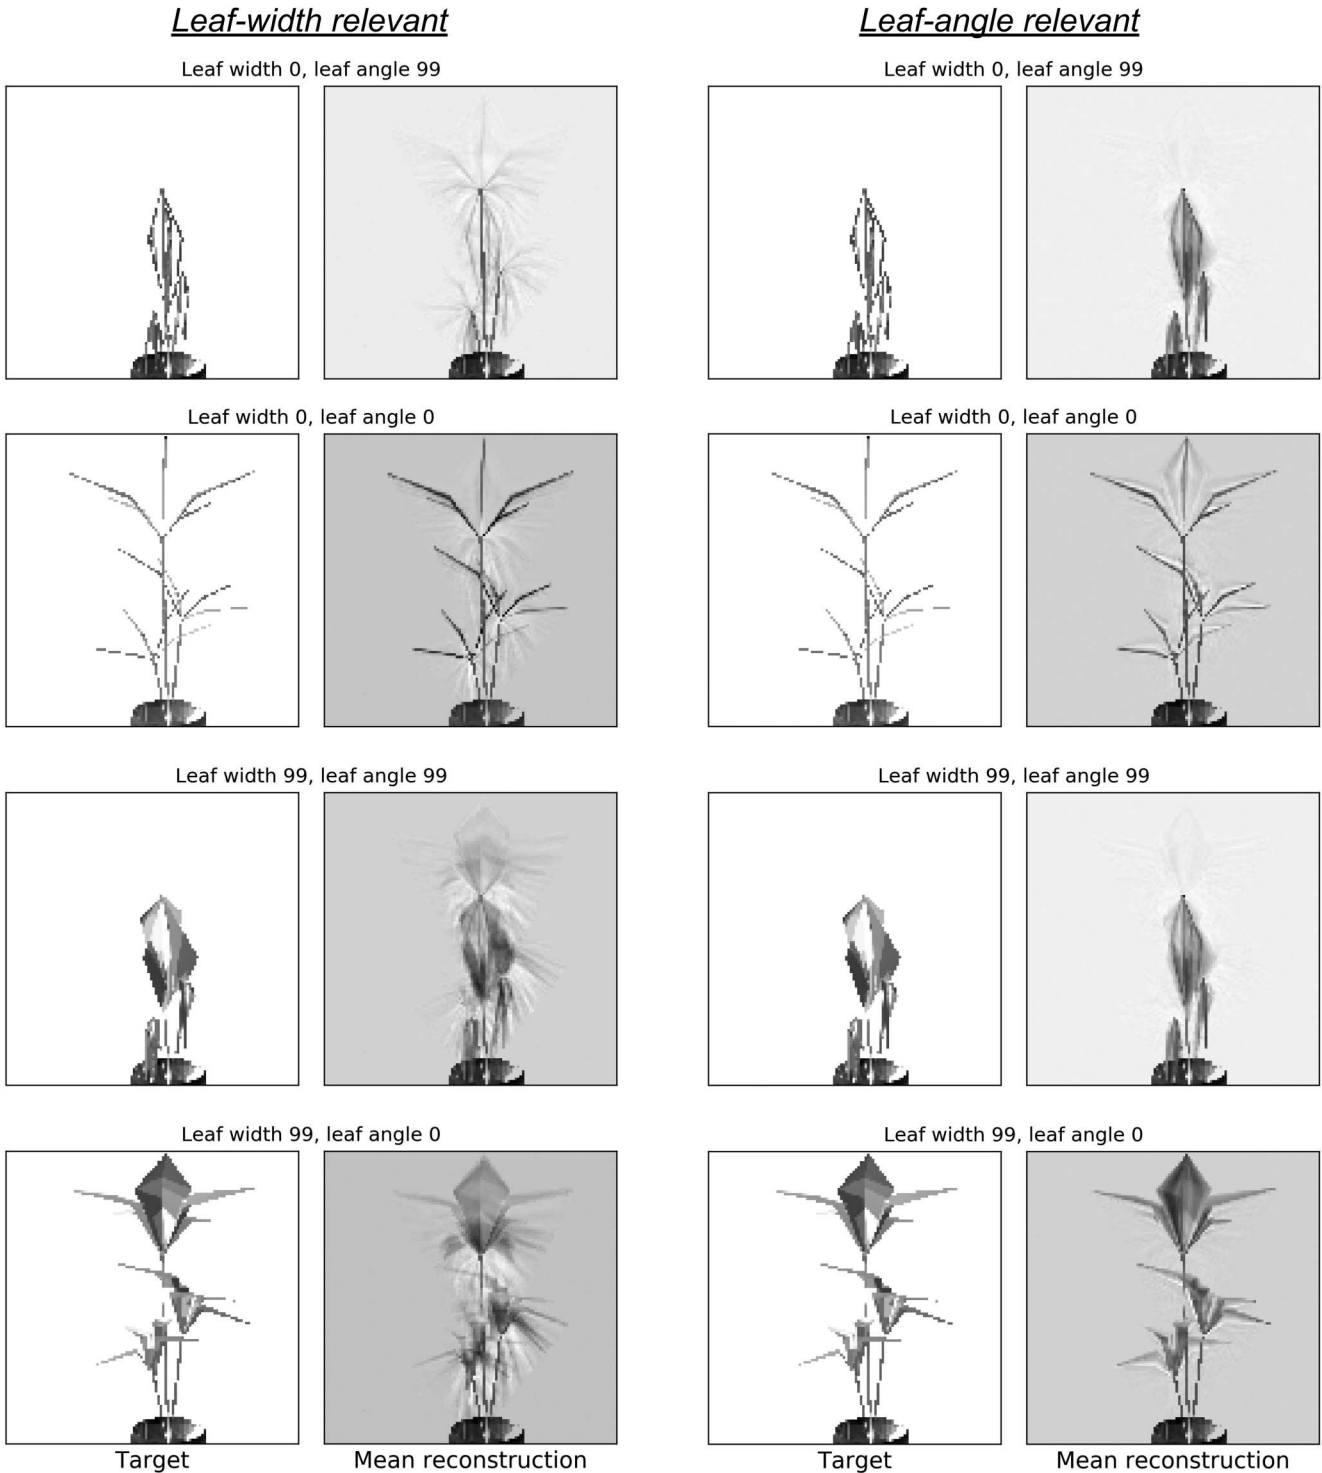 Leaf-width relevant
Leaf-angle relevant
Leaf width 0, leaf angle 99
Leaf width 0, leaf angle 99
Leaf width 0, leaf angle 0
Leaf width 0, leaf angle 0
Leaf width 99, leaf angle 99
Leaf width 99, leaf angle 99
Leaf width 99, leaf angle 0
Leaf width 99, leaf angle 0
Target
Mean reconstruction
Target
Mean reconstruction